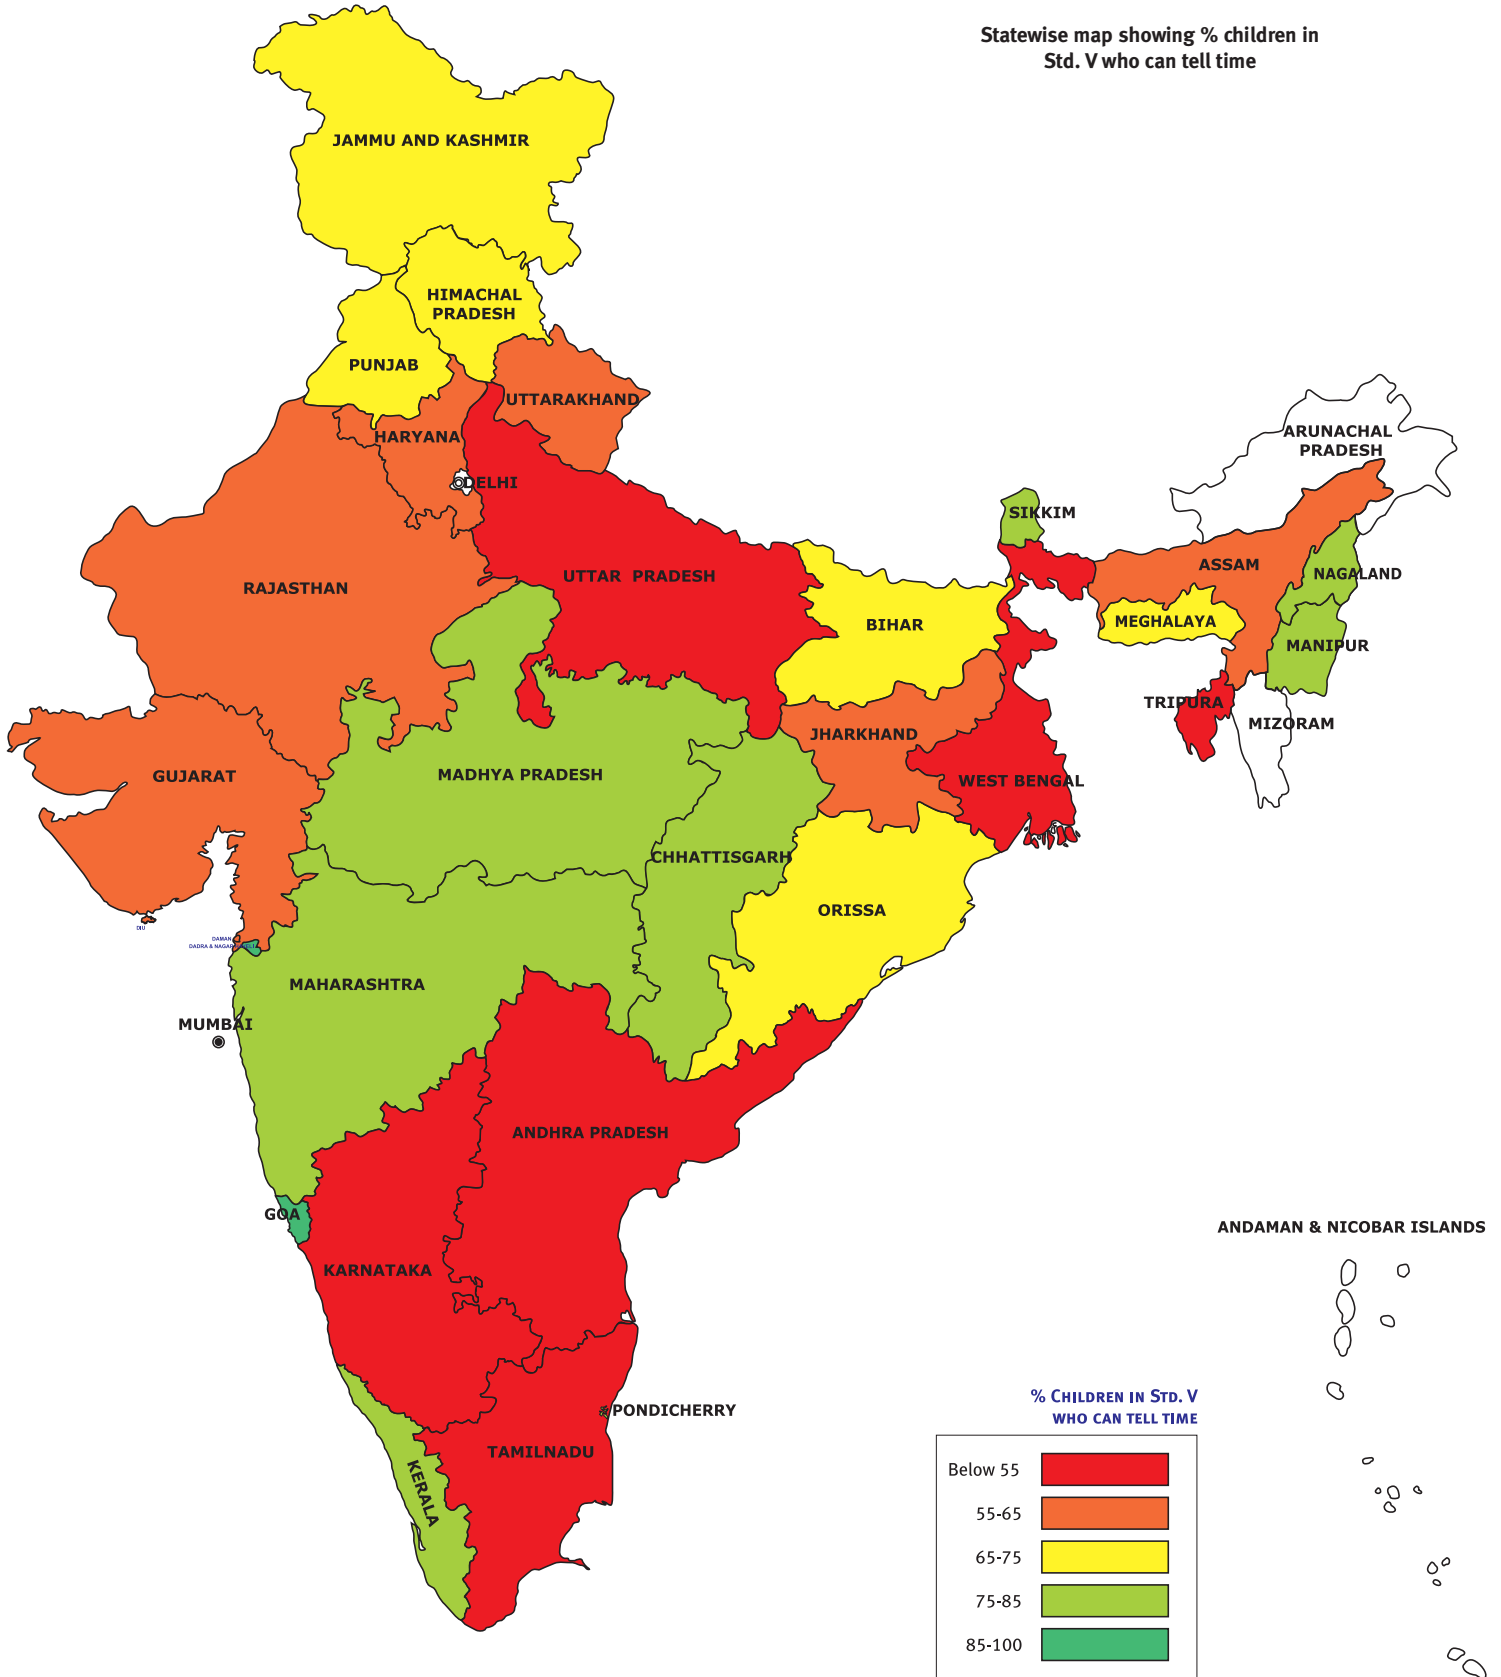 Statewise map showing % children in
Std. V who can tell time
JAMMU AND KASHMIR
HIMACHAL
PRADESH
PUNJAB
UTTARAKHAND
HARYANA
DELHI
ARUNACHAL
PRADESH
SIKKIM
ASSAM
NAGALAND
RAJASTHAN
UTTAR PRADESH
BIHAR
MEGHALAYA
MANIPUR
TRIPURA
MIZORAM
JHARKHAND
GUJARAT
MADHYA PRADESH
WEST BENGAL
CHHATTISGARH
ORISSA
DIU
DAMAN
DADRA & NAGAR
MAHARASHTRA
MUMBAI
ANDHRA PRADESH
GOA
KARNATAKA
ANDAMAN & NICOBAR ISLANDS
PONDICHERRY
TAMILNADU
KERALA
% CHILDREN IN STD. V
WHO CAN TELL TIME
Below 55
55-65
65-75
75-85
85-100